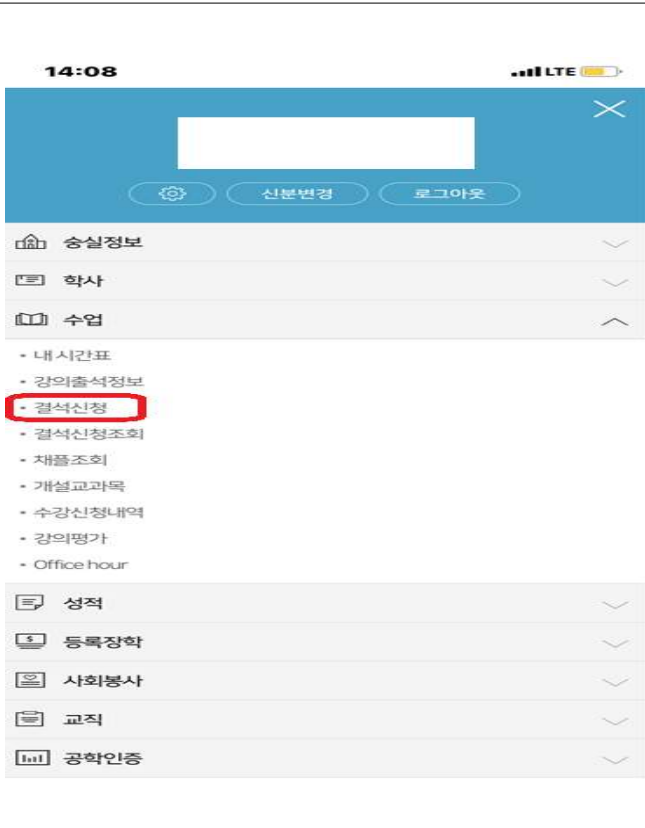 14:08
LTE
신분변경
로그아웃
숭실정보
학사
수업
• 내 시간표
• 강의출석정보
• 결석신청
• 결석신청조회
• 채플조회
• 개설교과목
• 수강신청내역
• 강의평가
• Office hour
성적
등록장학
사회봉사
교직
공학인증